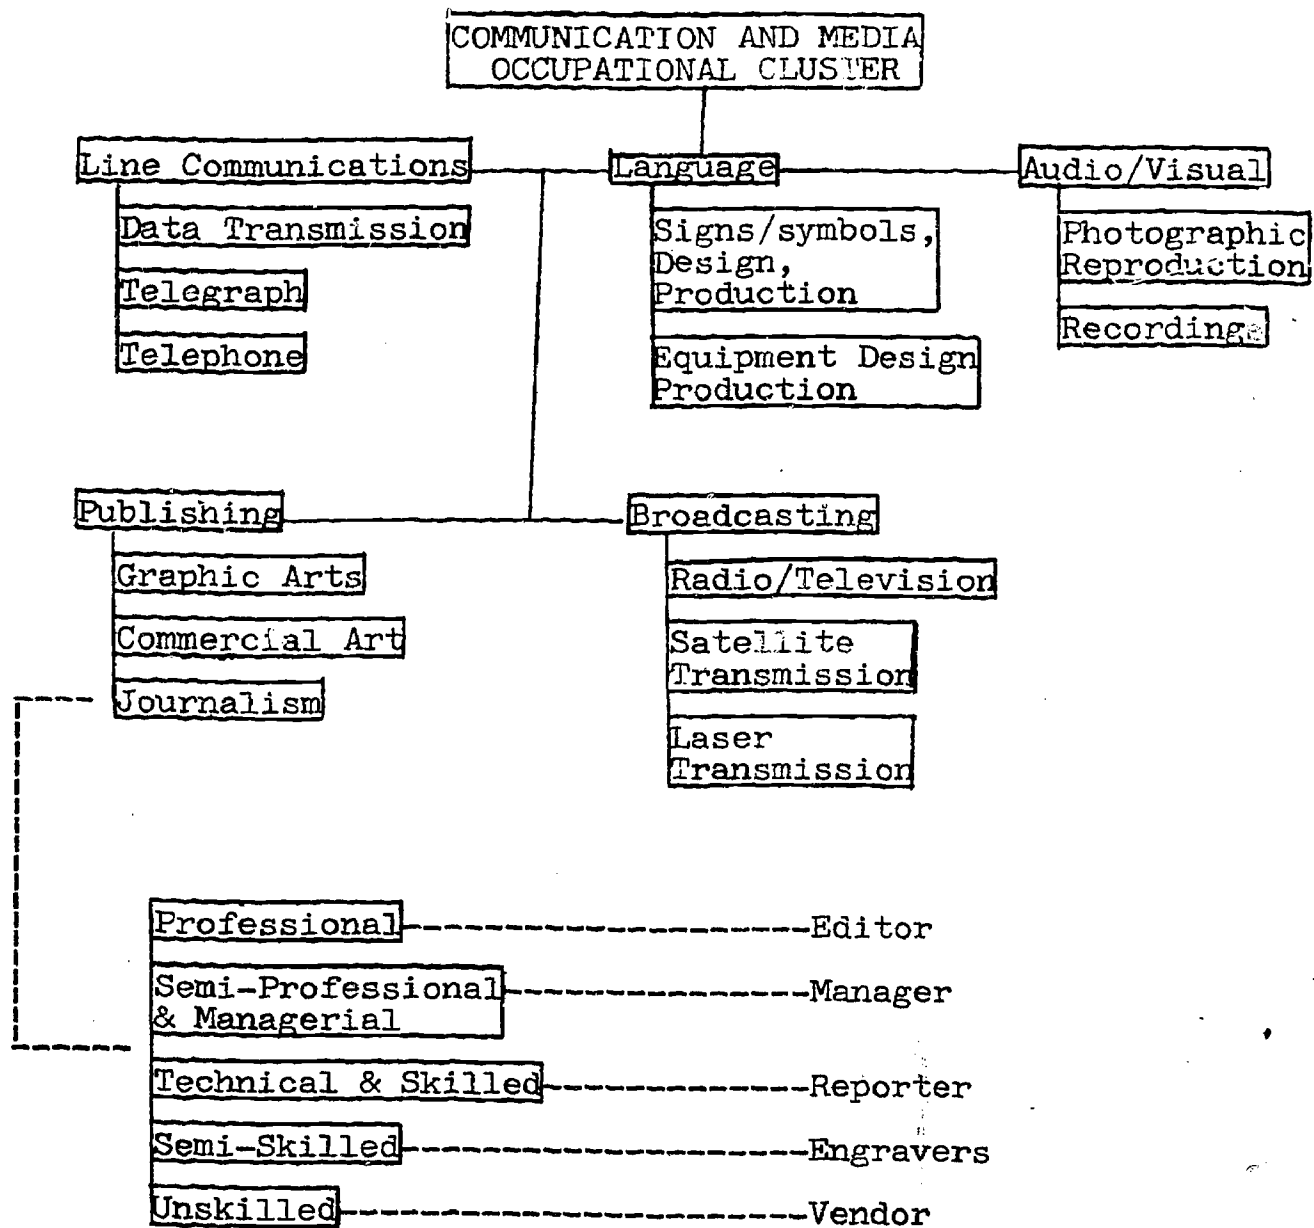 COMMUNICATION AND MEDIA
OCCUPATIONAL CLUSTER
Line Communications
Data Transmission
Telegraph
Telephone
Language
Signs/symbols,
Design,
Production
Equipment Design
Production
Audio/Visual
Photographic
Reproduction
Recordings
Publishing
Graphic Arts
Commercial Art
Journalism
Broadcasting
Radio/Television
Satellite
Transmission
Laser
Transmission
Professional Editor
Semi-Professional
& Managerial Manager
Technical & Skilled Reporter
Semi-Skilled Engravers
Unskilled Vendor